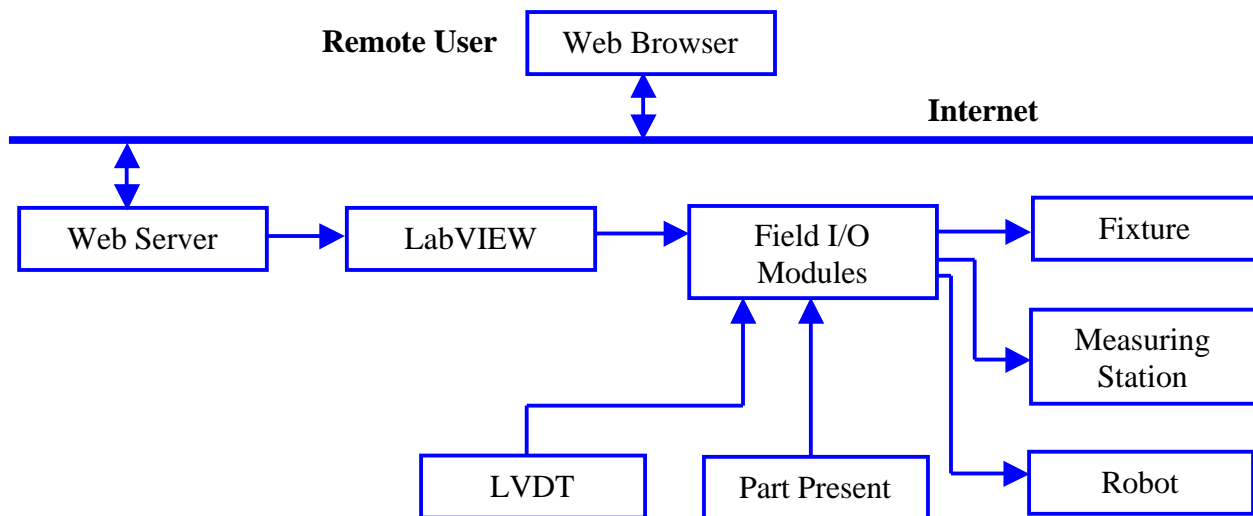 Remote User
Web Browser
Internet
Web Server
LabVIEW
Field I/O
Modules
Fixture
Measuring
Station
LVDT
Part Present
Robot